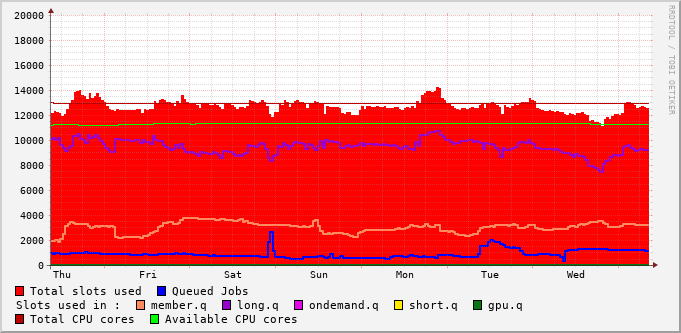 RRDTOOL / TOBI OETIKER
20000
18000
16000
14000
12000
10000
8000
6000
4000
2000
0
Thu Fri Sat Sun Mon Tue Wed
Total slots used Queued Jobs
Slots used in : member.q long.q ondemand.q short.q gpu.q
Total CPU cores Available CPU cores